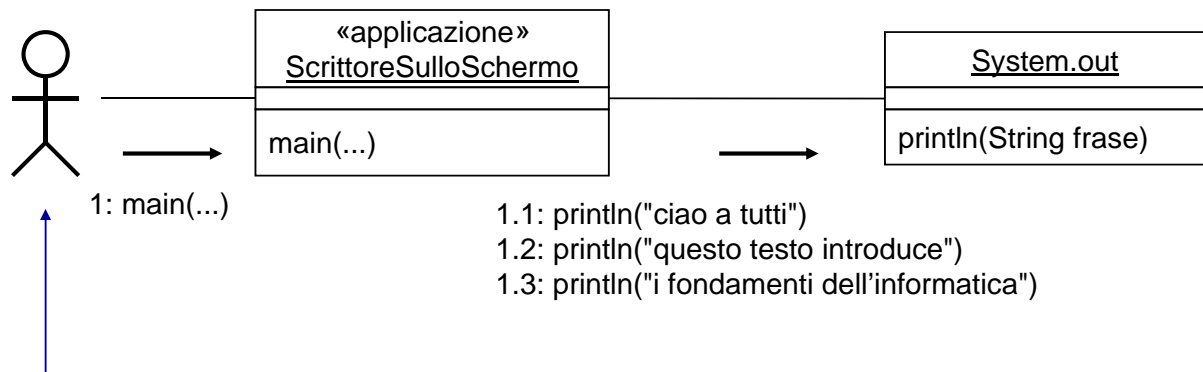 «applicazione»
ScrittoreSulloSchermo
System.out
main(...)
println(String frase)
1: main(...)
1.1: println("ciao a tutti")
1.2: println("questo testo introduce")
1.3: println("i fondamenti dell’informatica")